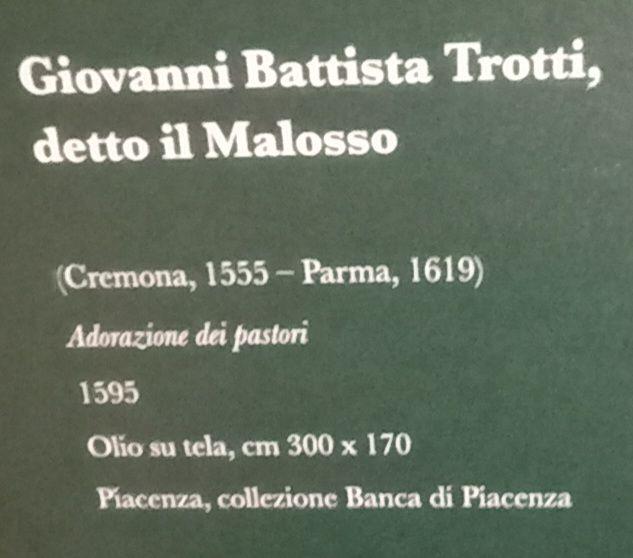 Giovanni Battista Trotti,
detto il Malosso
(Cremona, 1555 – Parma, 1619)
Adorazione dei pastori
1595
Olio su tela, cm 300 x 170
Piacenza, collezione Banca di Piacenza